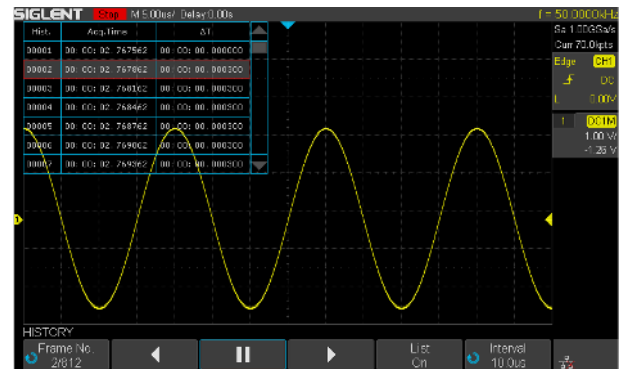 SIGLENT Stop M 5.00us/ Delay:0.00s f = 50.0000kHz
Sa 1.00GSa/s
Curr 70.0kpts
Edge CH1
DC
L 0.00V
1 DC1M
1.00 V/
-1.26 V
Hist. Acq.Time ΔT
00001 00: 00: 02. 767562 00: 00: 00. 000000
00002 00: 00: 02. 767862 00: 00: 00. 000300
00003 00: 00: 02. 768162 00: 00: 00. 000300
00004 00: 00: 02. 768462 00: 00: 00. 000300
00005 00: 00: 02. 768762 00: 00: 00. 000300
00006 00: 00: 02. 769062 00: 00: 00. 000300
00007 00: 00: 02. 769362 00: 00: 00. 000300
1
HISTORY
Frame No. List Interval
2/812 On 10.0us